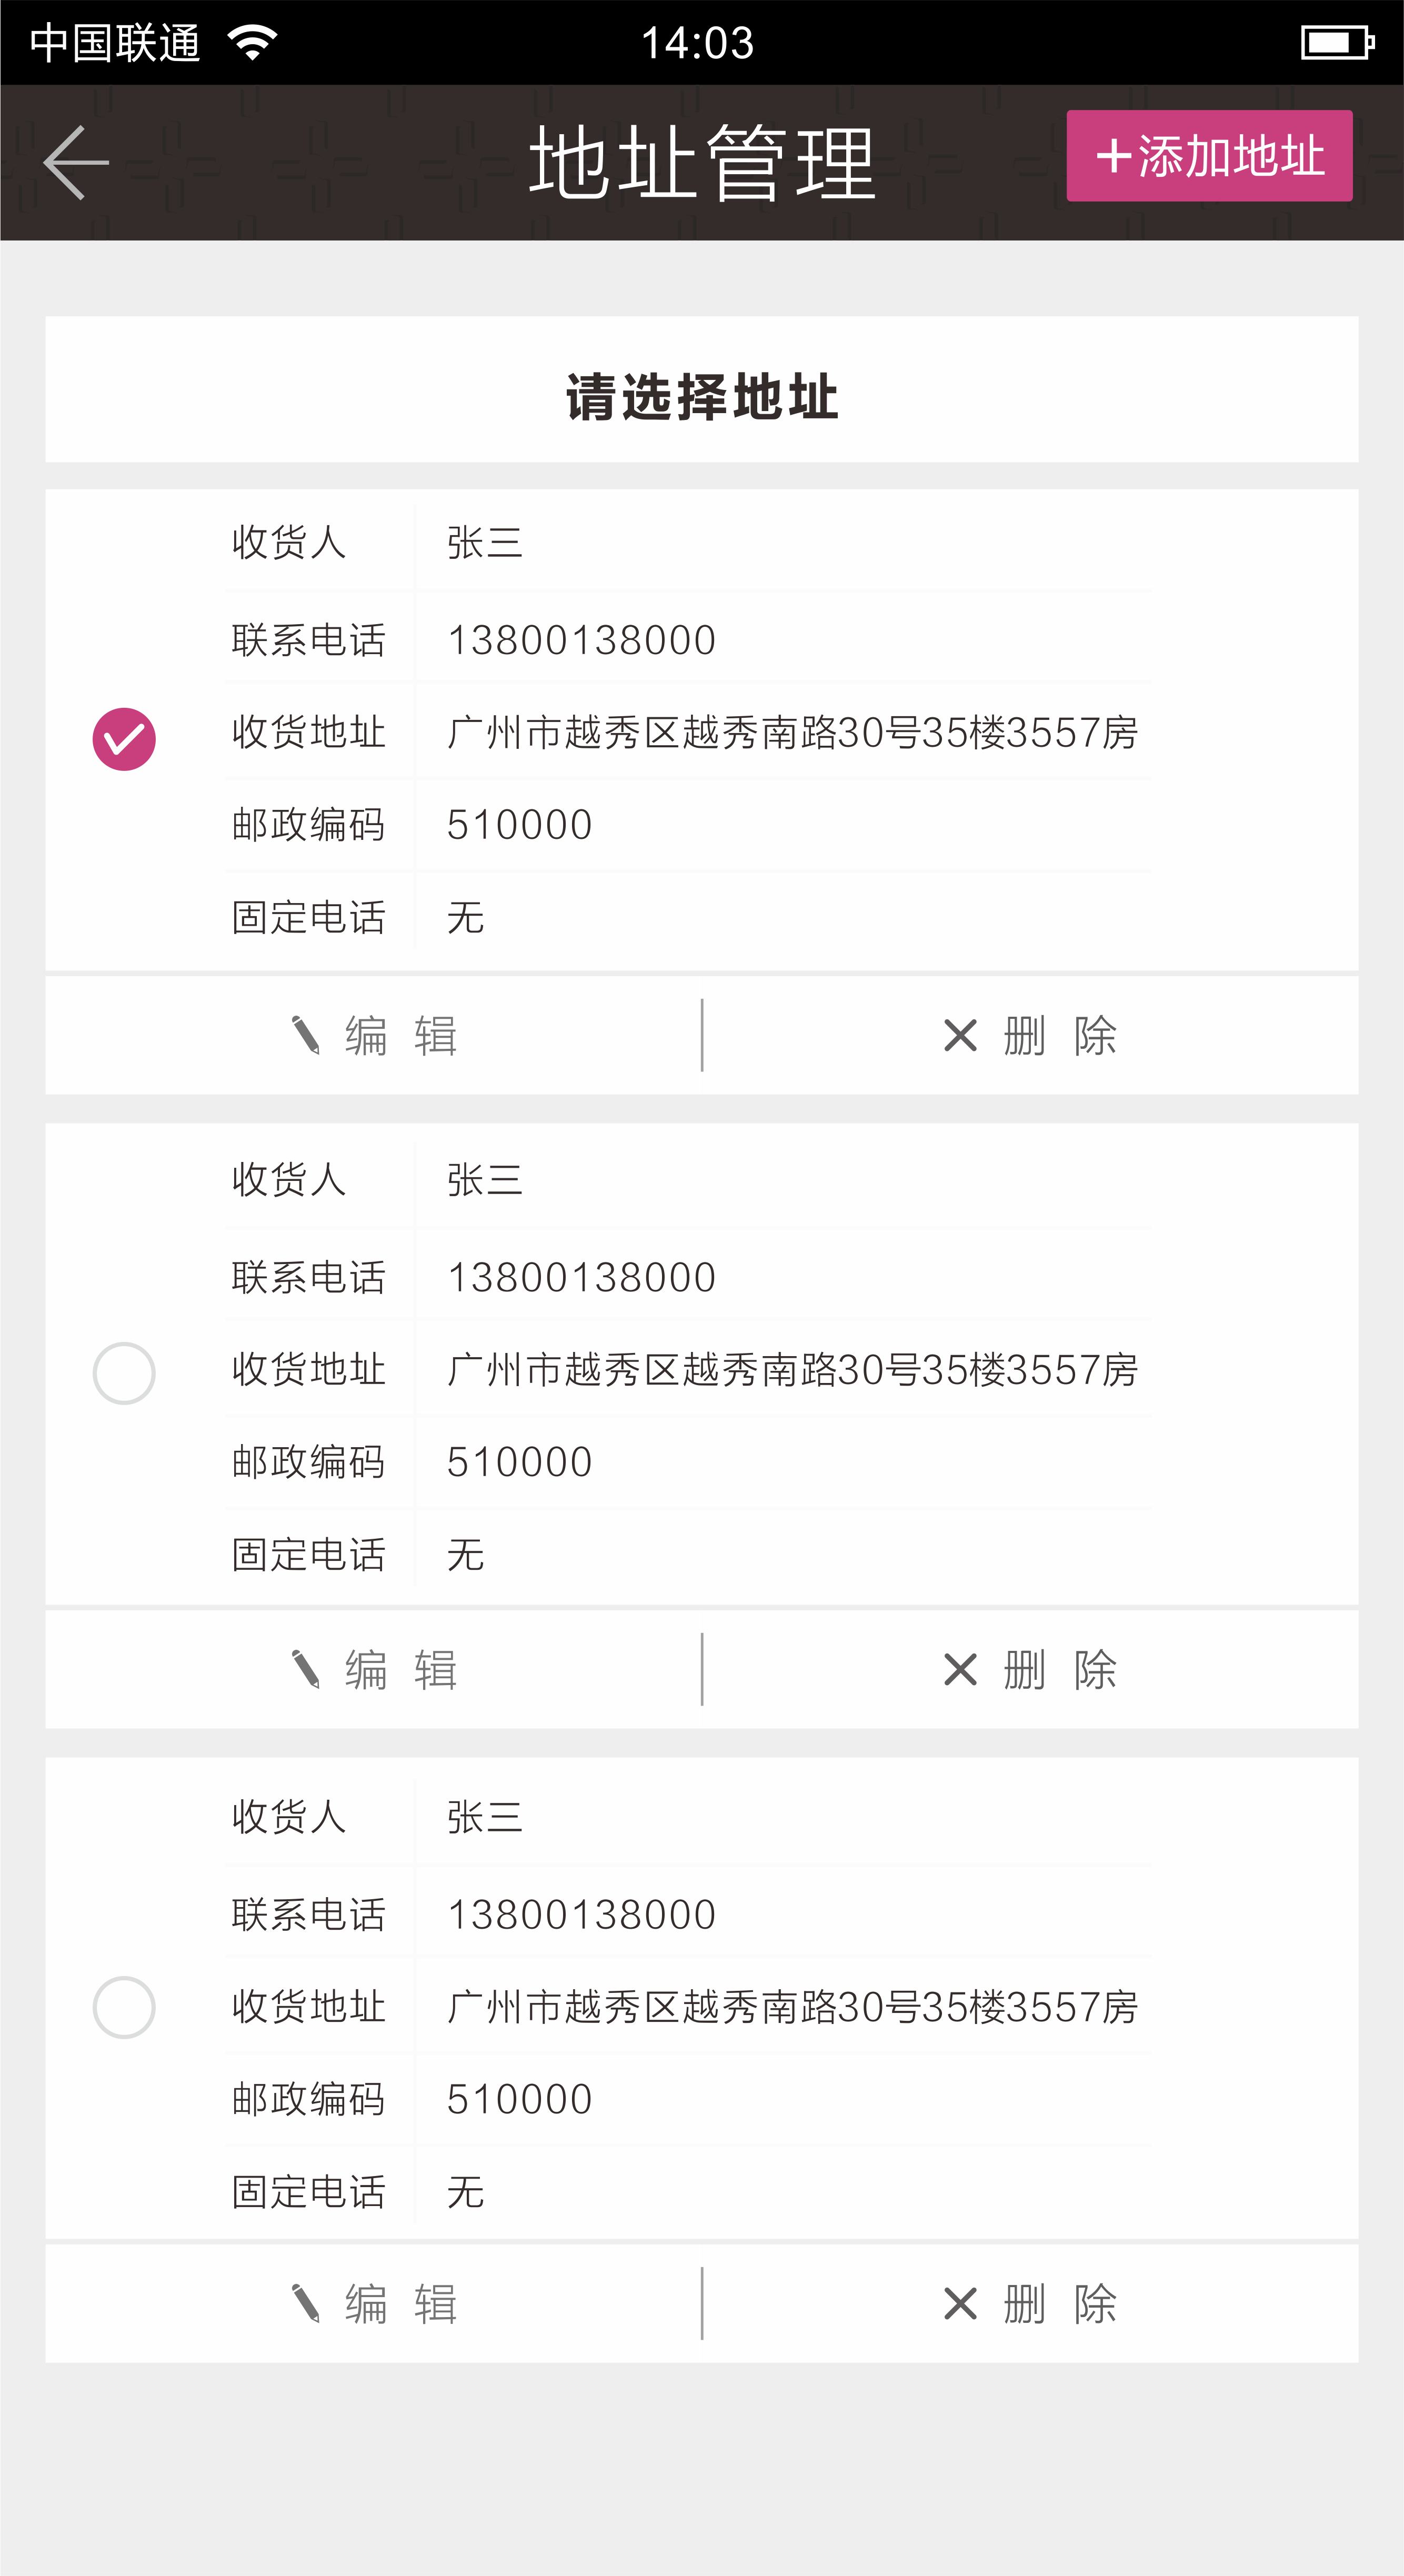 中国联通 14:03
地址管理 +添加地址
请选择地址
收货人 张三
联系电话 13800138000
收货地址 广州市越秀区越秀南路30号35楼3557房
邮政编码 510000
固定电话 无
编 辑 删 除
收货人 张三
联系电话 13800138000
收货地址 广州市越秀区越秀南路30号35楼3557房
邮政编码 510000
固定电话 无
编 辑 删 除
收货人 张三
联系电话 13800138000
收货地址 广州市越秀区越秀南路30号35楼3557房
邮政编码 510000
固定电话 无
编 辑 删 除